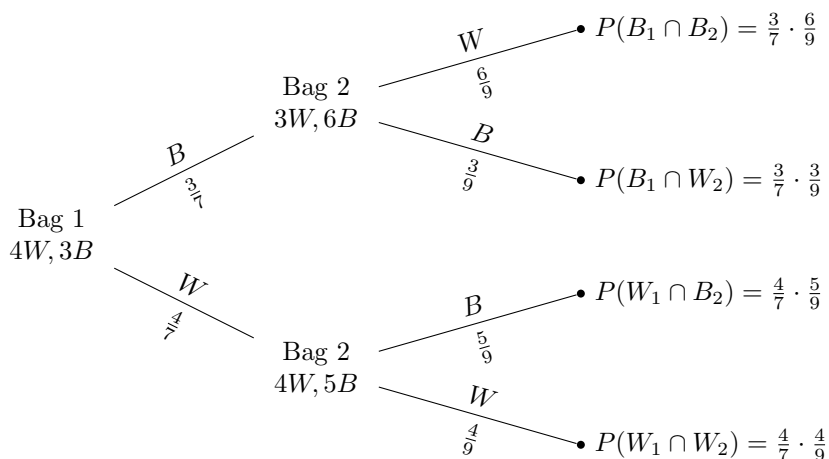 W
6/9
P(B₁ ∩ B₂) = 3/7 · 6/9
Bag 2
3W, 6B
B
3/9
P(B₁ ∩ W₂) = 3/7 · 3/9
B
3/7
Bag 1
4W, 3B
W
4/7
B
5/9
P(W₁ ∩ B₂) = 4/7 · 5/9
Bag 2
4W, 5B
W
4/9
P(W₁ ∩ W₂) = 4/7 · 4/9